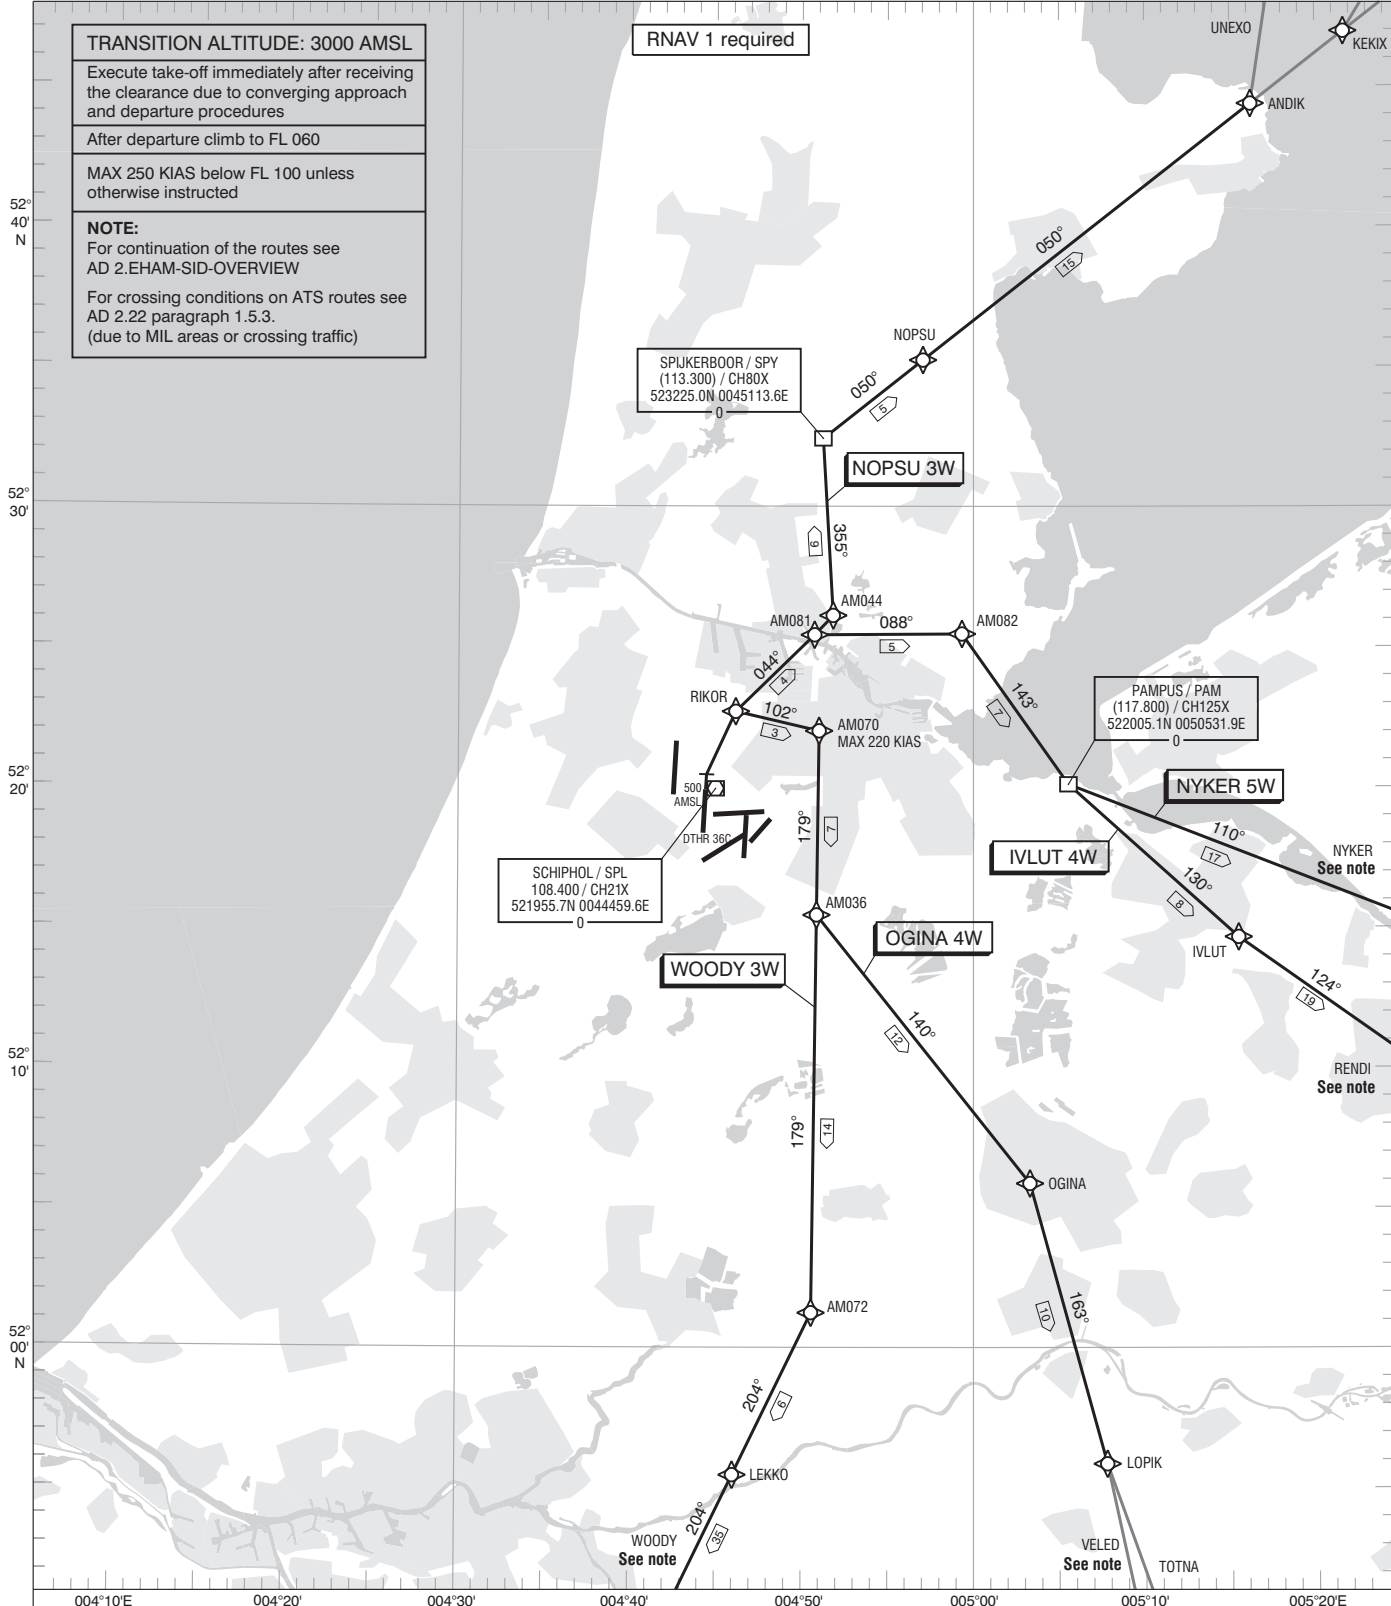 TRANSITION ALTITUDE: 3000 AMSL
Execute take-off immediately after receiving
the clearance due to converging approach
and departure procedures
After departure climb to FL 060
MAX 250 KIAS below FL 100 unless
otherwise instructed
NOTE:
For continuation of the routes see
AD 2.EHAM-SID-OVERVIEW
For crossing conditions on ATS routes see
AD 2.22 paragraph 1.5.3.
(due to MIL areas or crossing traffic)
RNAV 1 required
UNEXO
KEKIX
ANDIK
52°
40'
N
050°
15
NOPSU
SPIJKERBOOR / SPY
(113.300) / CH80X
523225.0N 0045113.6E
0
050°
5
NOPSU 3W
52°
30'
355°
6
AM044
AM081
088°
5
AM082
044°
4
RIKOR
102°
3
AM070
MAX 220 KIAS
143°
7
PAMPUS / PAM
(117.800) / CH125X
522005.1N 0050531.9E
0
52°
20'
500
AMSL
DTHR 36C
179°
7
NYKER 5W
110°
17
NYKER
See note
IVLUT 4W
130°
8
SCHIPHOL / SPL
108.400 / CH21X
521955.7N 0044459.6E
0
AM036
OGINA 4W
WOODY 3W
IVLUT
124°
19
140°
12
52°
10'
RENDI
See note
179°
14
OGINA
AM072
163°
10
52°
00'
N
204°
6
LEKKO
LOPIK
204°
35
WOODY
See note
VELED
See note
TOTNA
004°10'E
004°20'
004°30'
004°40'
004°50'
005°00'
005°10'
005°20'E